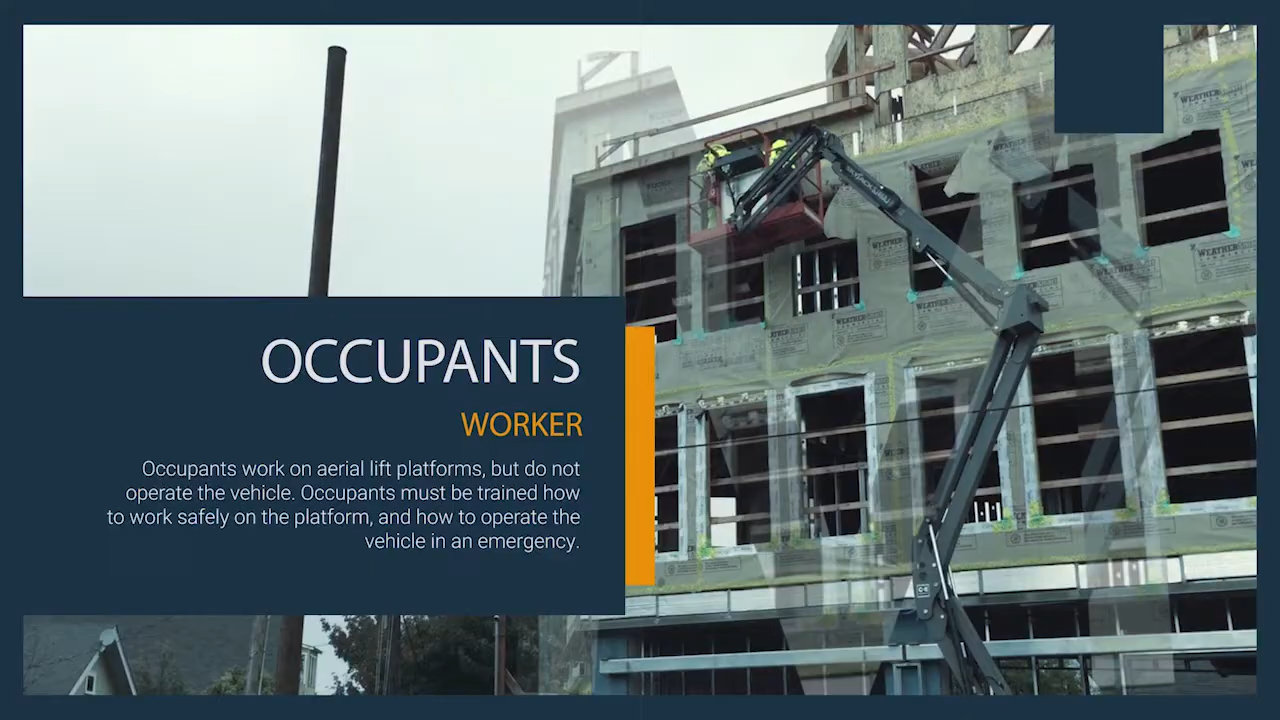 OCCUPANTS
WORKER
Occupants work on aerial lift platforms, but do not
operate the vehicle. Occupants must be trained how
to work safely on the platform, and how to operate the
vehicle in an emergency.